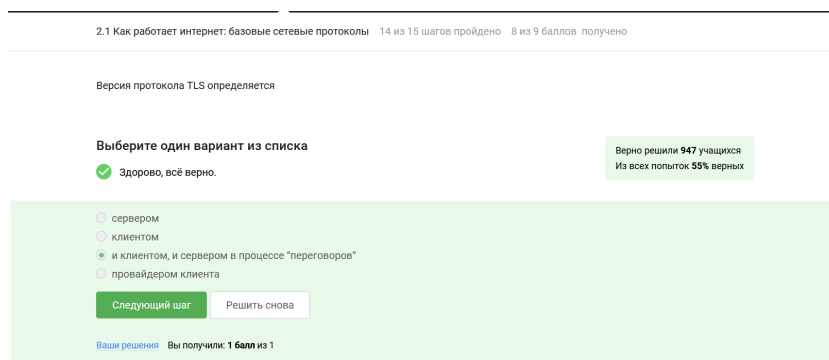 2.1 Как работает интернет: базовые сетевые протоколы 14 из 15 шагов пройдено 8 из 9 баллов получено
Версия протокола TLS определяется
Выберите один вариант из списка
Здорово, всё верно.
Верно решили 947 учащихся
Из всех попыток 55% верных
сервером
клиентом
и клиентом, и сервером в процессе “переговоров”
провайдером клиента
Следующий шаг Решить снова
Ваши решения Вы получили: 1 балл из 1